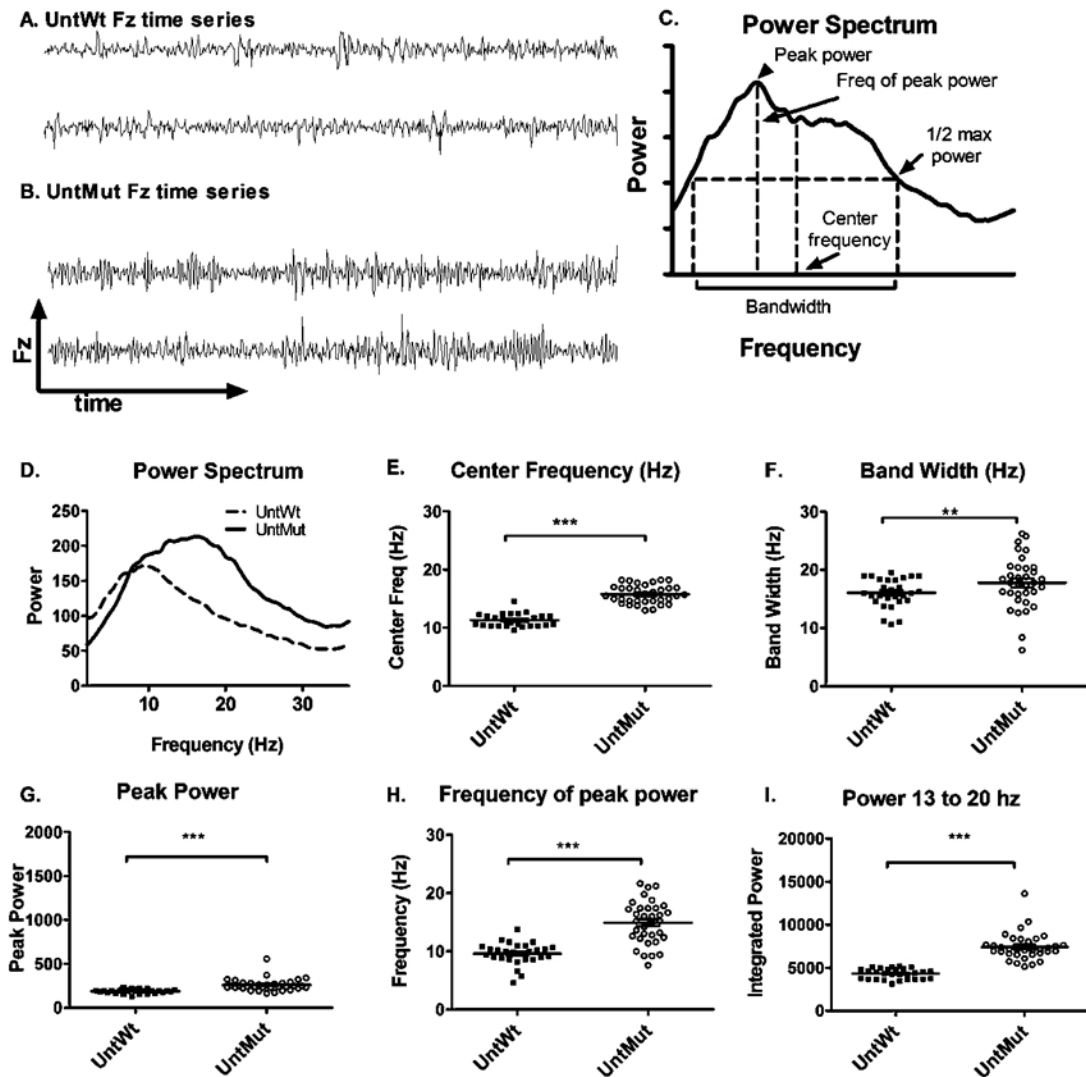 A. UntWt Fz time series
B. UntMut Fz time series
Fz
time
C.
Power Spectrum
Peak power
Freq of peak power
1/2 max
power
Power
Center
frequency
Bandwidth
Frequency
D. Power Spectrum
250
200
150
100
50
0
Power
UntWt
UntMut
10 20 30
Frequency (Hz)
E. Center Frequency (Hz)
30
20
10
0
Center Freq (Hz)
***
UntWt
UntMut
F. Band Width (Hz)
30
20
10
0
Band Width (Hz)
**
UntWt
UntMut
G. Peak Power
2000
1500
1000
500
0
Peak Power
***
UntWt
UntMut
H. Frequency of peak power
30
20
10
0
Frequency (Hz)
***
UntWt
UntMut
I. Power 13 to 20 hz
20000
15000
10000
5000
0
Integrated Power
***
UntWt
UntMut